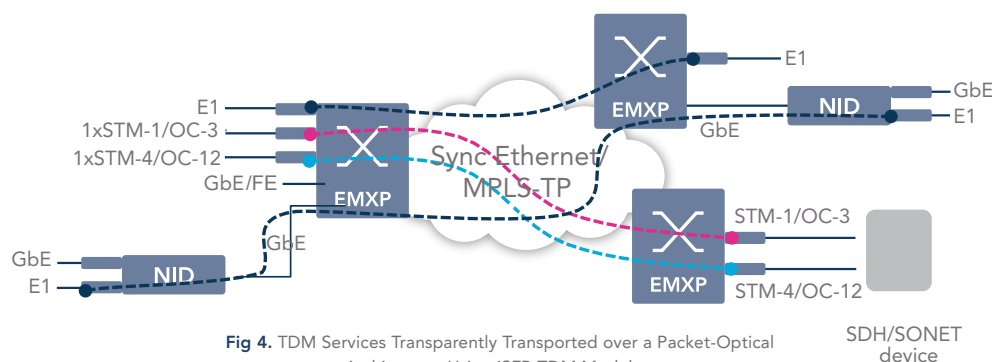 EMXP
E1
E1
1xSTM-1/OC-3
1xSTM-4/OC-12
GbE/FE
EMXP
Sync Ethernet/
MPLS-TP
NID
GbE
E1
GbE
STM-1/OC-3
EMXP
STM-4/OC-12
GbE
GbE
E1
NID
Fig 4. TDM Services Transparently Transported over a Packet-Optical
SDH/SONET
device